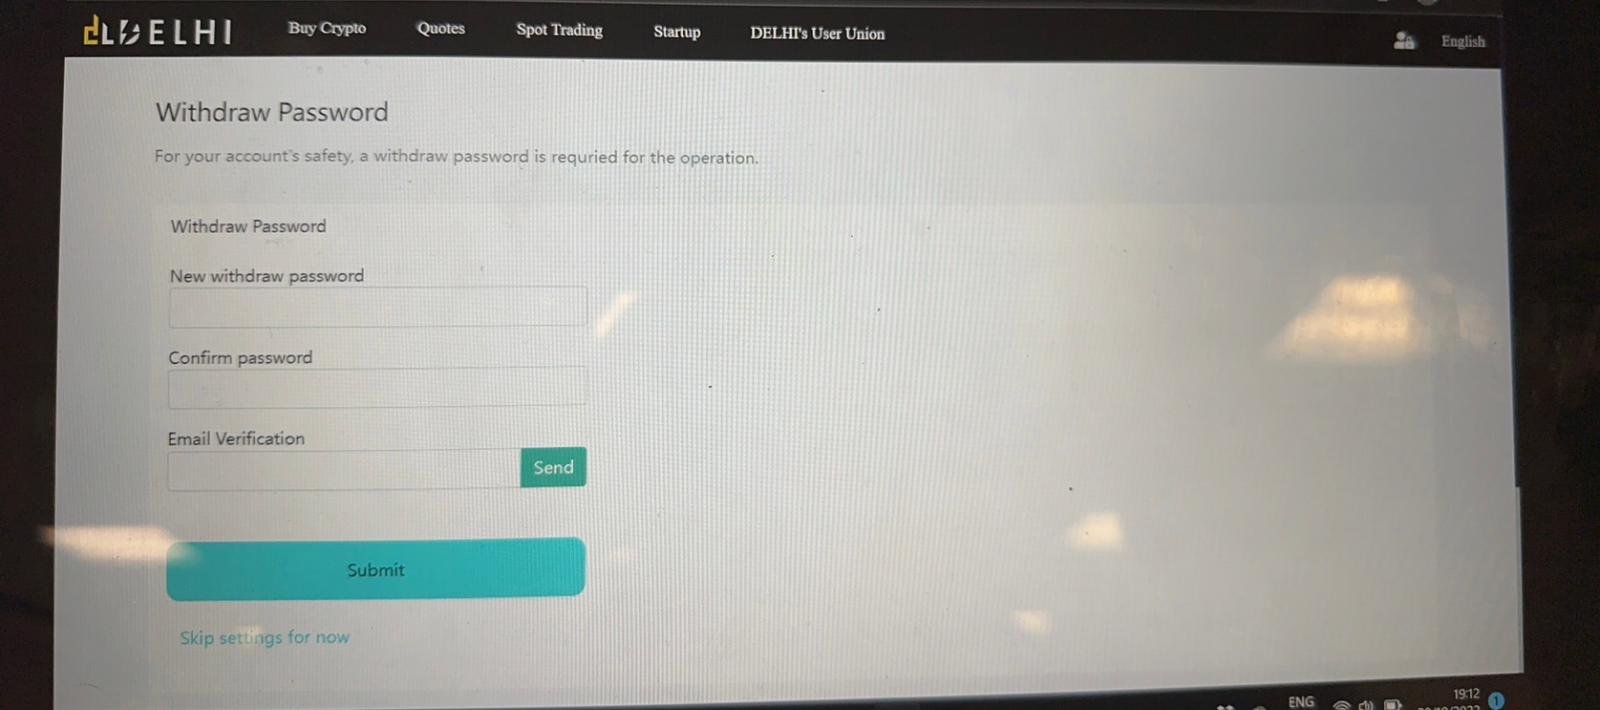 DELHI Buy Crypto Quotes Spot Trading Startup DELHI's User Union English
Withdraw Password
For your account's safety, a withdraw password is requried for the operation.
Withdraw Password
New withdraw password
Confirm password
Email Verification
Send
Submit
Skip settings for now
ENG 19:12 1